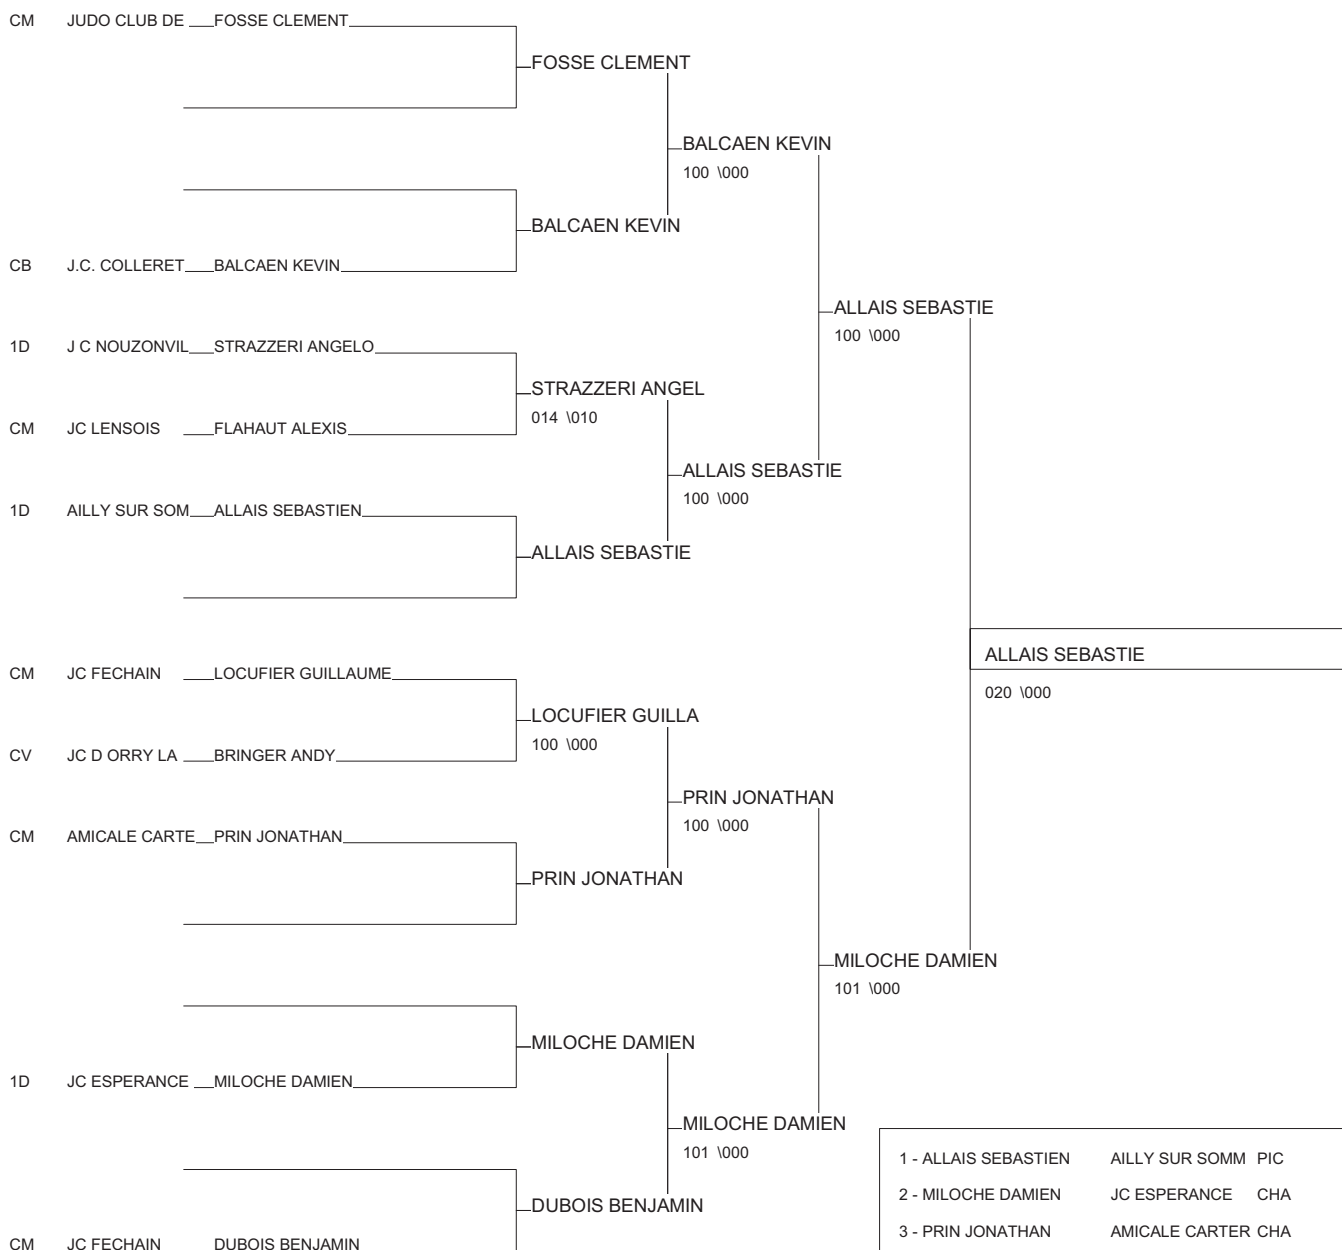 CM JUDO CLUB DE FOSSE CLEMENT
FOSSE CLEMENT
BALCAEN KEVIN
100 \000
BALCAEN KEVIN
CB J.C. COLLERET BALCAEN KEVIN
ALLAIS SEBASTIE
100 \000
1D J C NOUZONVIL STRAZZERI ANGELO
STRAZZERI ANGEL
014 \010
CM JC LENSOIS FLAHAUT ALEXIS
ALLAIS SEBASTIE
100 \000
1D AILLY SUR SOM ALLAIS SEBASTIEN
ALLAIS SEBASTIE
ALLAIS SEBASTIE
020 \000
CM JC FECHAIN LOCUFIER GUILLAUME
LOCUFIER GUILLA
100 \000
CV JC D ORRY LA BRINGER ANDY
PRIN JONATHAN
100 \000
CM AMICALE CARTE PRIN JONATHAN
PRIN JONATHAN
MILOCHE DAMIEN
101 \000
MILOCHE DAMIEN
1D JC ESPERANCE MILOCHE DAMIEN
MILOCHE DAMIEN
101 \000
DUBOIS BENJAMIN
CM JC FECHAIN DUBOIS BENJAMIN
1 - ALLAIS SEBASTIEN AILLY SUR SOMM PIC
2 - MILOCHE DAMIEN JC ESPERANCE CHA
3 - PRIN JONATHAN AMICALE CARTER CHA